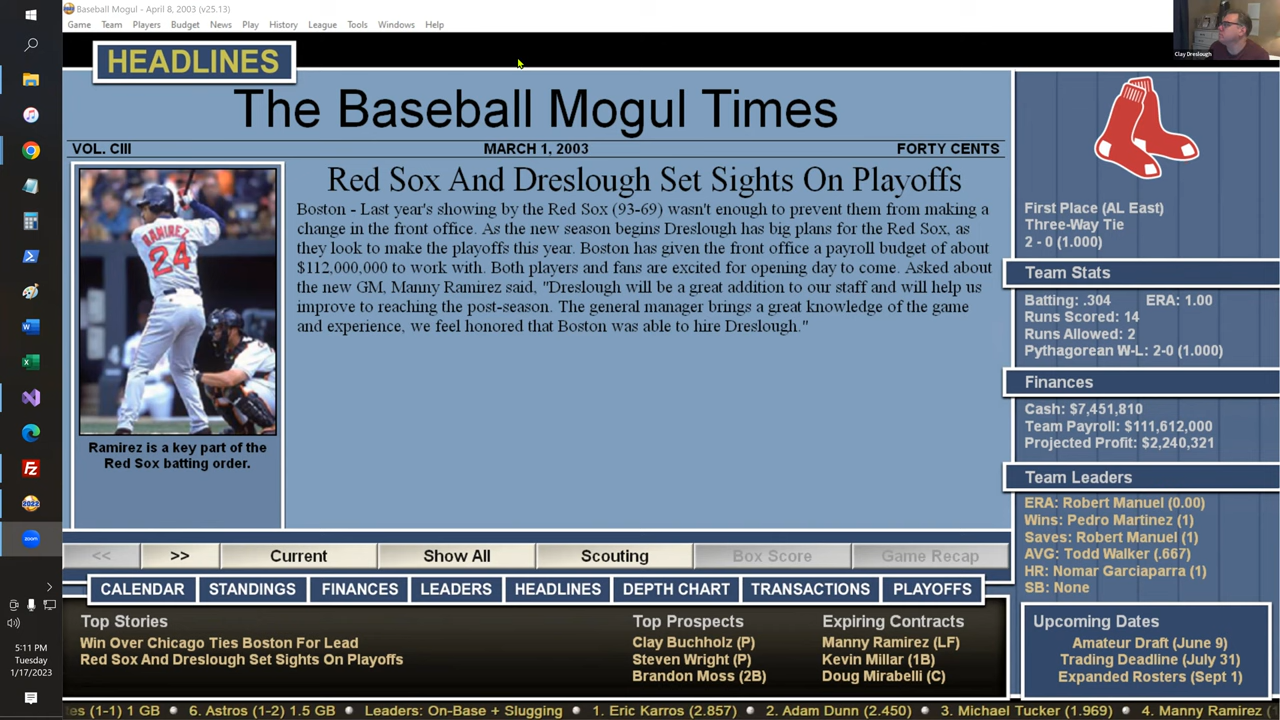 Baseball Mogul - April 8, 2003 (v25.13)
Game Team Players Budget News Play History League Tools Windows Help
Clay Dreslough
HEADLINES
The Baseball Mogul Times
VOL. CIII MARCH 1, 2003 FORTY CENTS
RAMIREZ
24
Ramirez is a key part of the
Red Sox batting order.
Red Sox And Dreslough Set Sights On Playoffs
Boston - Last year's showing by the Red Sox (93-69) wasn't enough to prevent them from making a
change in the front office. As the new season begins Dreslough has big plans for the Red Sox, as
they look to make the playoffs this year. Boston has given the front office a payroll budget of about
$112,000,000 to work with. Both players and fans are excited for opening day to come. Asked about
the new GM, Manny Ramirez said, "Dreslough will be a great addition to our staff and will help us
improve to reaching the post-season. The general manager brings a great knowledge of the game
and experience, we feel honored that Boston was able to hire Dreslough."
First Place (AL East)
Three-Way Tie
2 - 0 (1.000)
Team Stats
Batting: .304 ERA: 1.00
Runs Scored: 14
Runs Allowed: 2
Pythagorean W-L: 2-0 (1.000)
Finances
Cash: $7,451,810
Team Payroll: $111,612,000
Projected Profit: $2,240,321
Team Leaders
ERA: Robert Manuel (0.00)
Wins: Pedro Martinez (1)
Saves: Robert Manuel (1)
AVG: Todd Walker (.667)
HR: Nomar Garciaparra (1)
SB: None
Upcoming Dates
Amateur Draft (June 9)
Trading Deadline (July 31)
Expanded Rosters (Sept 1)
<< >> Current Show All Scouting Box Score Game Recap
CALENDAR STANDINGS FINANCES LEADERS HEADLINES DEPTH CHART TRANSACTIONS PLAYOFFS
Top Stories
Win Over Chicago Ties Boston For Lead
Red Sox And Dreslough Set Sights On Playoffs
Top Prospects
Clay Buchholz (P)
Steven Wright (P)
Brandon Moss (2B)
Expiring Contracts
Manny Ramirez (LF)
Kevin Millar (1B)
Doug Mirabelli (C)
tes (1-1) 1 GB • 6. Astros (1-2) 1.5 GB • Leaders: On-Base + Slugging • 1. Eric Karros (2.857) • 2. Adam Dunn (2.450) • 3. Michael Tucker (1.969) • 4. Manny Ramirez (
2022
zoom
5:11 PM
Tuesday
1/17/2023